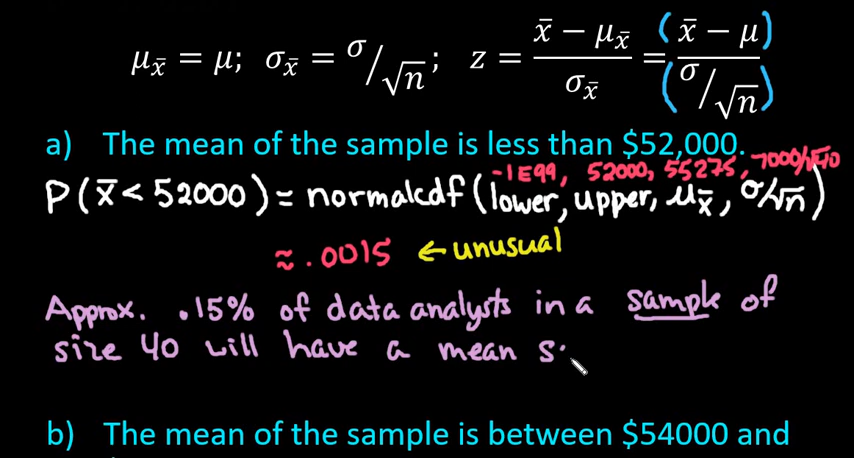 μx̄ = μ; σx̄ = σ/√n; z = (x̄ − μx̄)/σx̄ = (x̄ − μ)/(σ/√n)
a) The mean of the sample is less than $52,000.
-1E99, 52000, 55275, 7000/√40
P(x̄ < 52000) = normalcdf(lower, upper, μx̄, σ/√n)
≈ .0015 ← unusual
Approx. .15% of data analysts in a sample of
size 40 will have a mean s
b) The mean of the sample is between $54000 and